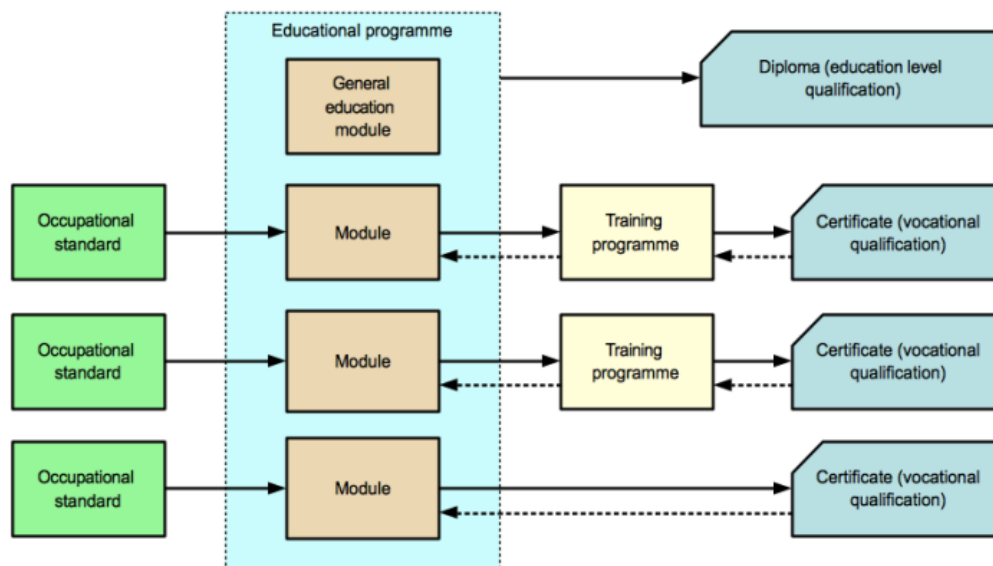 Educational programme
General
education
module
Diploma (education level
qualification)
Occupational
standard
Module
Training
programme
Certificate (vocational
qualification)
Occupational
standard
Module
Training
programme
Certificate (vocational
qualification)
Occupational
standard
Module
Certificate (vocational
qualification)